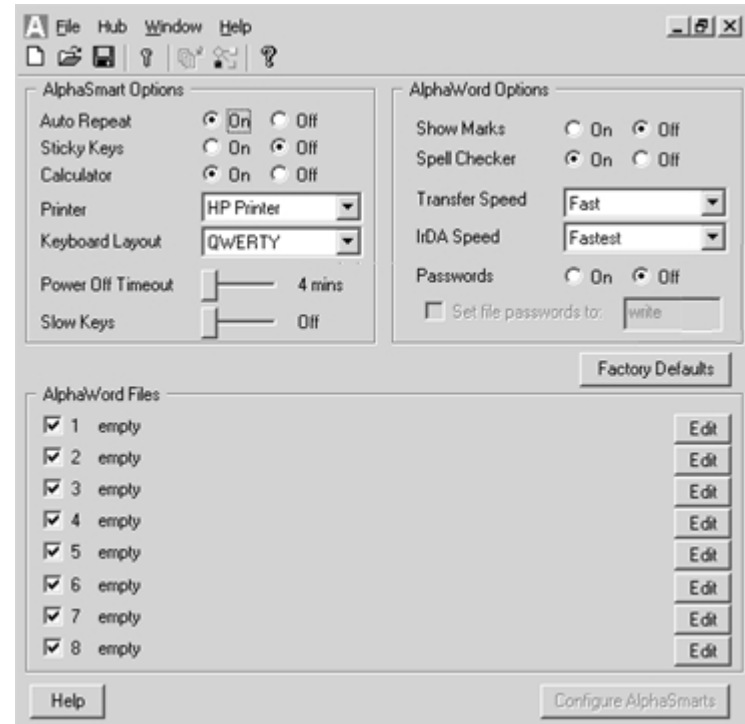 File Hub Window Help
AlphaSmart Options
Auto Repeat On Off
Sticky Keys On Off
Calculator On Off
Printer HP Printer
Keyboard Layout QWERTY
Power Off Timeout 4 mins
Slow Keys Off
AlphaWord Options
Show Marks On Off
Spell Checker On Off
Transfer Speed Fast
IrDA Speed Fastest
Passwords On Off
Set file passwords to: write
Factory Defaults
AlphaWord Files
1 empty Edit
2 empty Edit
3 empty Edit
4 empty Edit
5 empty Edit
6 empty Edit
7 empty Edit
8 empty Edit
Help Configure AlphaSmarts